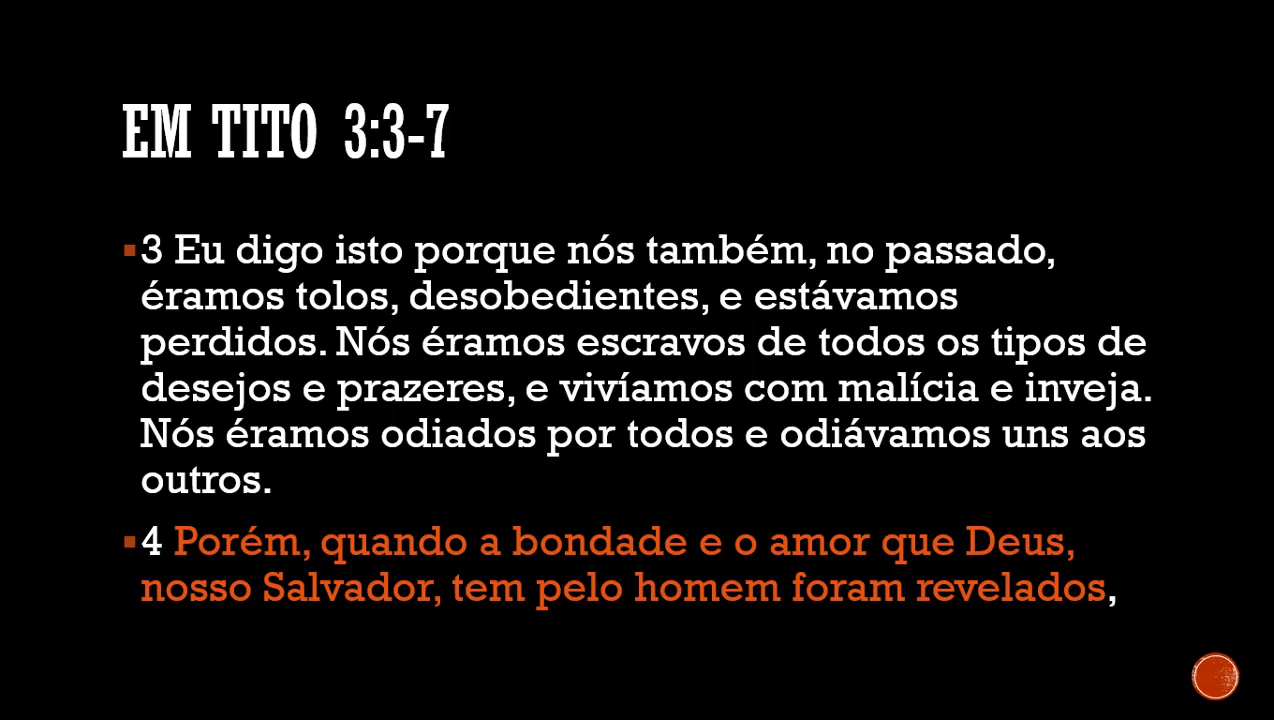 EM TITO 3:3-7
▪3 Eu digo isto porque nós também, no passado,
éramos tolos, desobedientes, e estávamos
perdidos. Nós éramos escravos de todos os tipos de
desejos e prazeres, e vivíamos com malícia e inveja.
Nós éramos odiados por todos e odiávamos uns aos
outros.
▪4 Porém, quando a bondade e o amor que Deus,
nosso Salvador, tem pelo homem foram revelados,